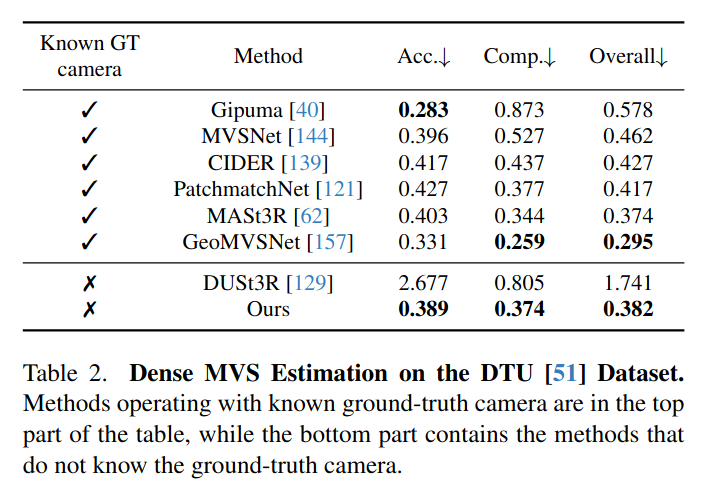 Known GT camera Method Acc.↓ Comp.↓ Overall↓
✓ Gipuma [40] 0.283 0.873 0.578
✓ MVSNet [144] 0.396 0.527 0.462
✓ CIDER [139] 0.417 0.437 0.427
✓ PatchmatchNet [121] 0.427 0.377 0.417
✓ MASt3R [62] 0.403 0.344 0.374
✓ GeoMVSNet [157] 0.331 0.259 0.295
✗ DUSt3R [129] 2.677 0.805 1.741
✗ Ours 0.389 0.374 0.382
Table 2. Dense MVS Estimation on the DTU [51] Dataset.
Methods operating with known ground-truth camera are in the top
part of the table, while the bottom part contains the methods that
do not know the ground-truth camera.